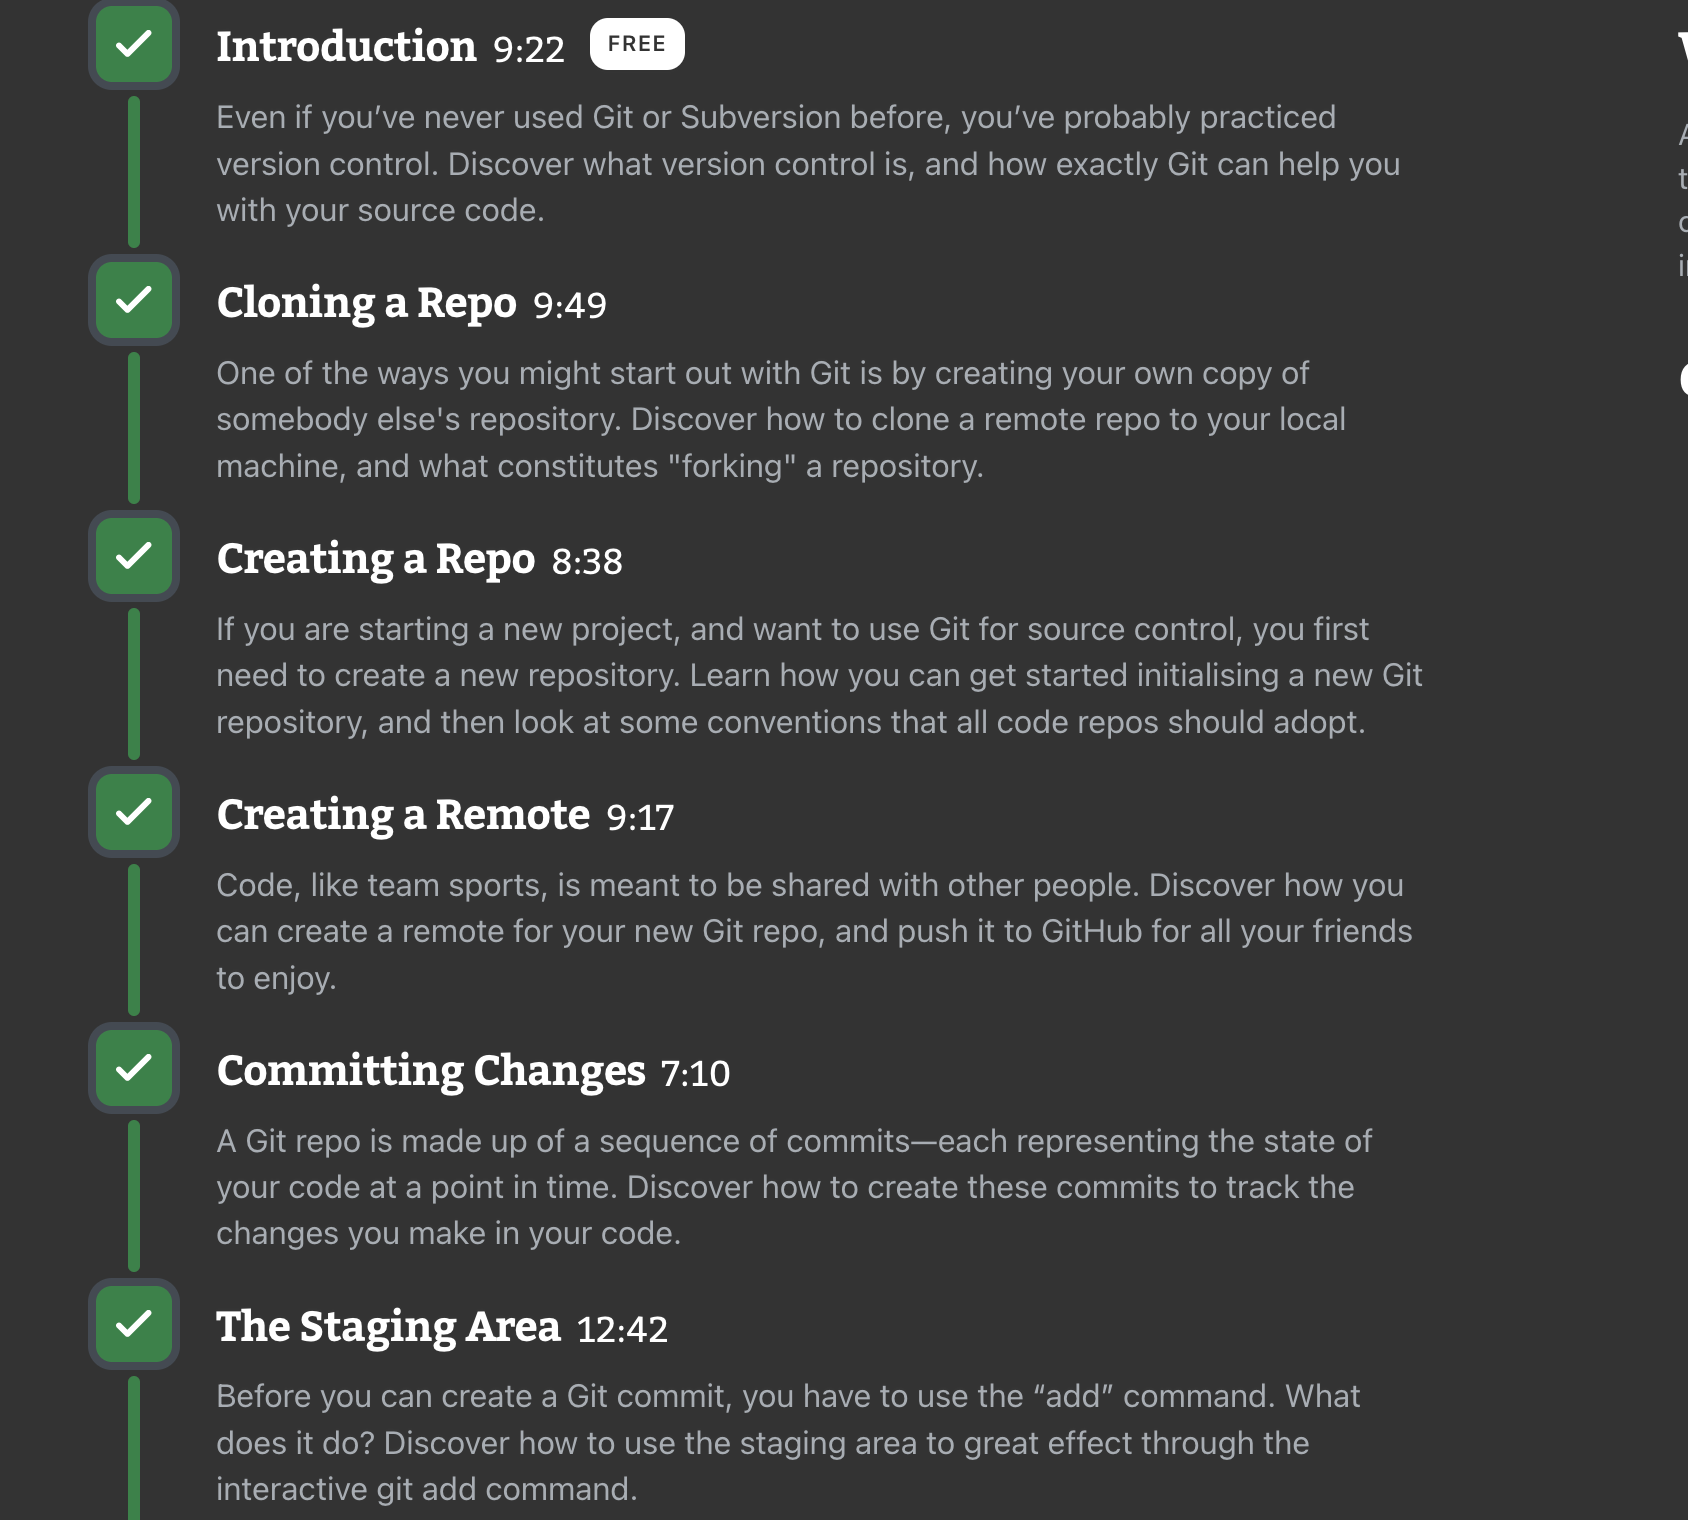 Introduction 9:22 FREE
Even if you’ve never used Git or Subversion before, you’ve probably practiced
version control. Discover what version control is, and how exactly Git can help you
with your source code.
Cloning a Repo 9:49
One of the ways you might start out with Git is by creating your own copy of
somebody else's repository. Discover how to clone a remote repo to your local
machine, and what constitutes "forking" a repository.
Creating a Repo 8:38
If you are starting a new project, and want to use Git for source control, you first
need to create a new repository. Learn how you can get started initialising a new Git
repository, and then look at some conventions that all code repos should adopt.
Creating a Remote 9:17
Code, like team sports, is meant to be shared with other people. Discover how you
can create a remote for your new Git repo, and push it to GitHub for all your friends
to enjoy.
Committing Changes 7:10
A Git repo is made up of a sequence of commits—each representing the state of
your code at a point in time. Discover how to create these commits to track the
changes you make in your code.
The Staging Area 12:42
Before you can create a Git commit, you have to use the “add” command. What
does it do? Discover how to use the staging area to great effect through the
interactive git add command.